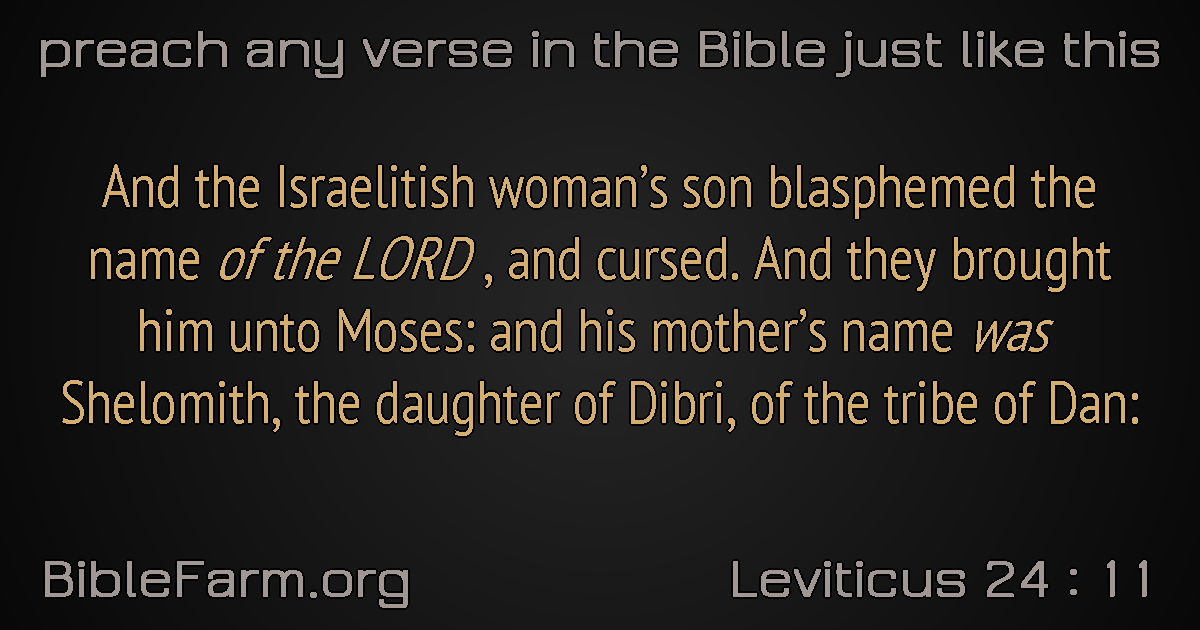 preach any verse in the Bible just like this
And the Israelitish woman’s son blasphemed the
name of the LORD , and cursed. And they brought
him unto Moses: and his mother’s name was
Shelomith, the daughter of Dibri, of the tribe of Dan:
BibleFarm.org
Leviticus 24 : 11